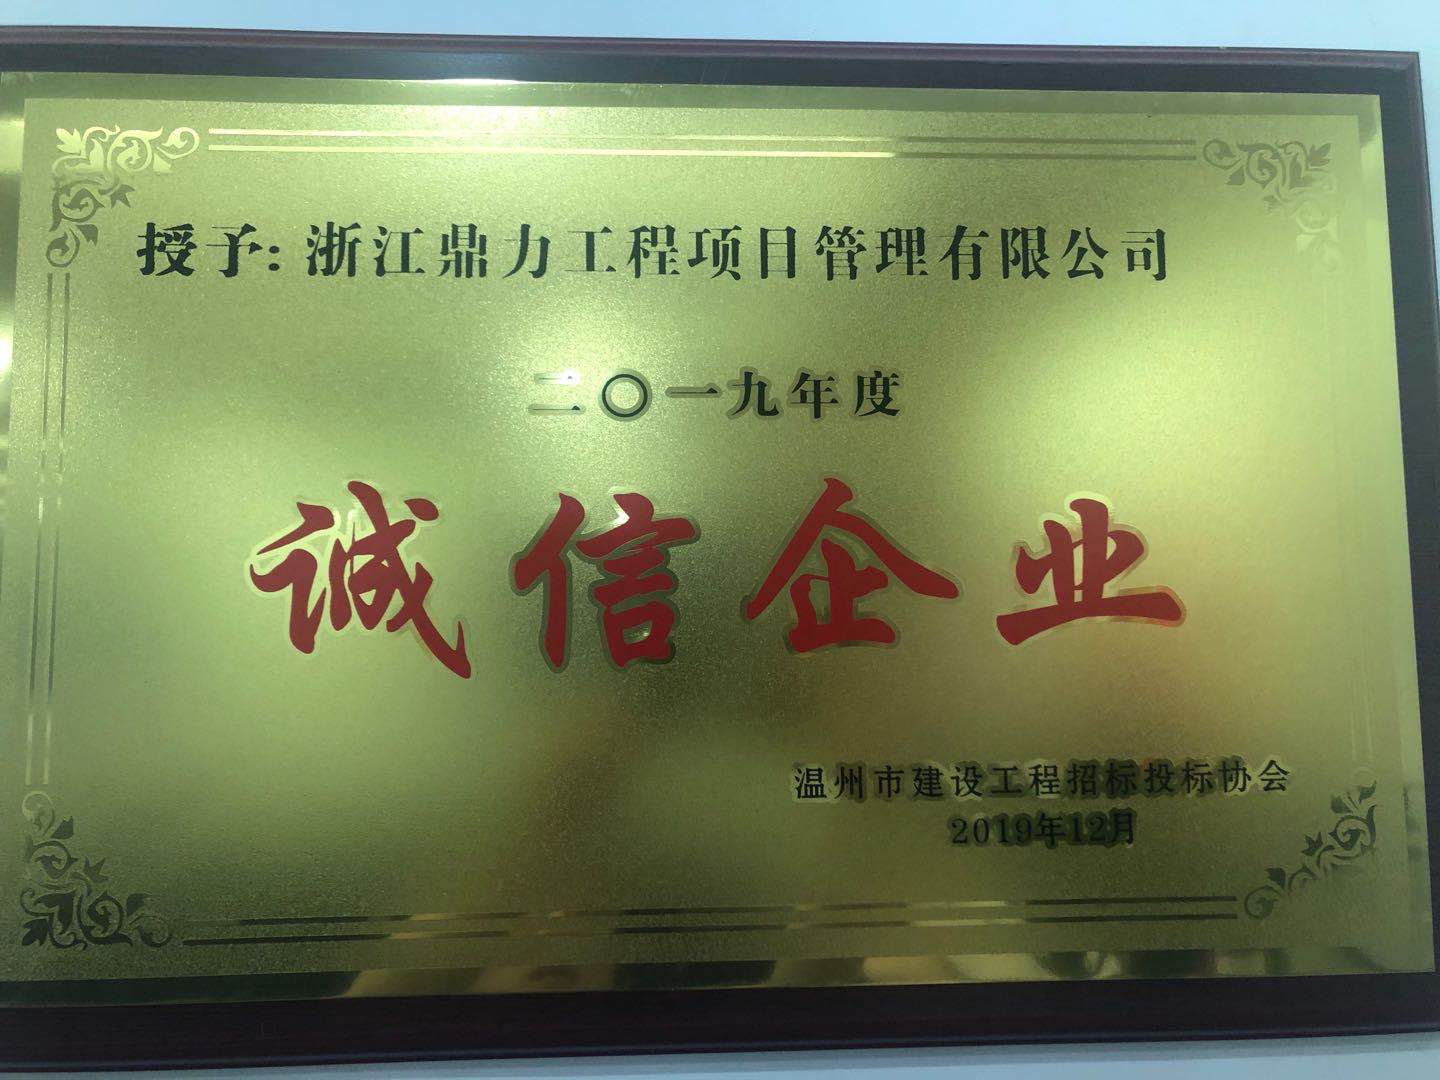 授予:浙江鼎力工程项目管理有限公司
二〇一九年度
诚信企业
温州市建设工程招标投标协会
2019年12月